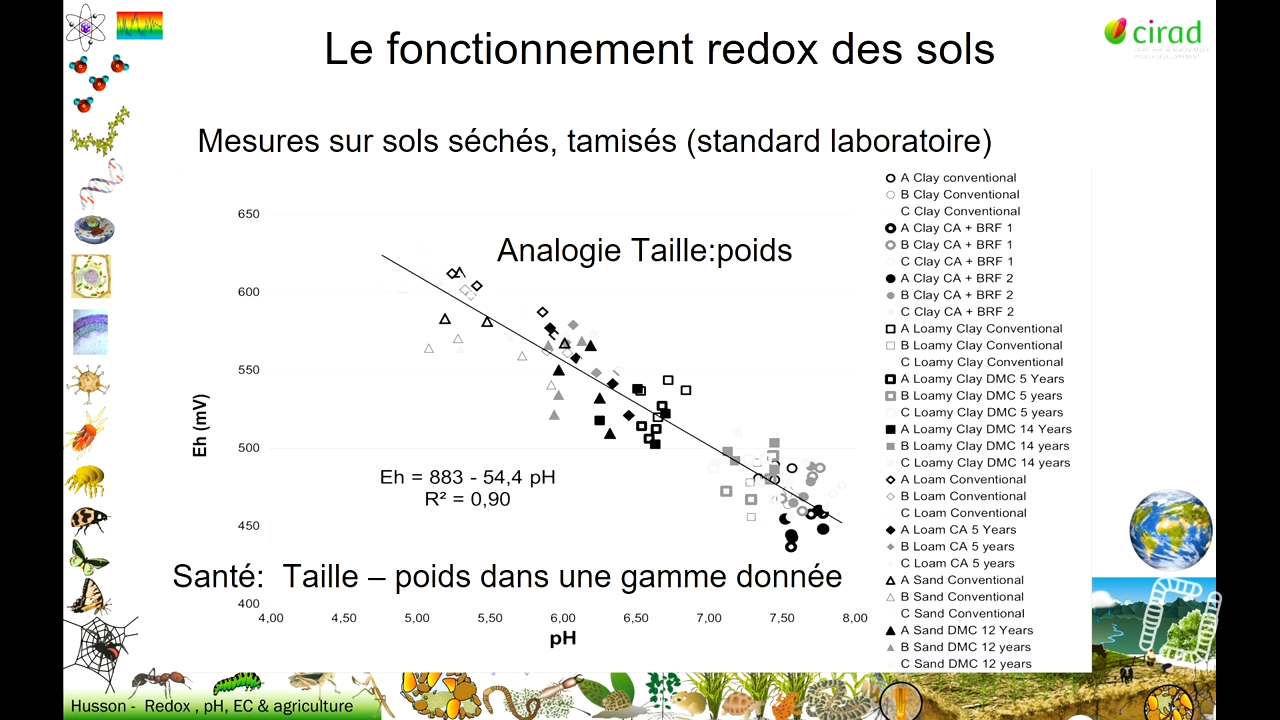 Le fonctionnement redox des sols
cirad
Mesures sur sols séchés, tamisés (standard laboratoire)
Analogie Taille:poids
650
600
550
500
450
400
Eh (mV)
Eh = 883 - 54,4 pH
R² = 0,90
Santé: Taille – poids dans une gamme donnée
4,00 4,50 5,00 5,50 6,00 6,50 7,00 7,50 8,00
pH
A Clay conventional
B Clay Conventional
C Clay Conventional
A Clay CA + BRF 1
B Clay CA + BRF 1
C Clay CA + BRF 1
A Clay CA + BRF 2
B Clay CA + BRF 2
C Clay CA + BRF 2
A Loamy Clay Conventional
B Loamy Clay Conventional
C Loamy Clay Conventional
A Loamy Clay DMC 5 Years
B Loamy Clay DMC 5 years
C Loamy Clay DMC 5 years
A Loamy Clay DMC 14 Years
B Loamy Clay DMC 14 years
C Loamy Clay DMC 14 years
A Loam Conventional
B Loam Conventional
C Loam Conventional
A Loam CA 5 Years
B Loam CA 5 years
C Loam CA 5 years
A Sand Conventional
B Sand Conventional
C Sand Conventional
A Sand DMC 12 Years
B Sand DMC 12 years
C Sand DMC 12 years
Husson - Redox , pH, EC & agriculture